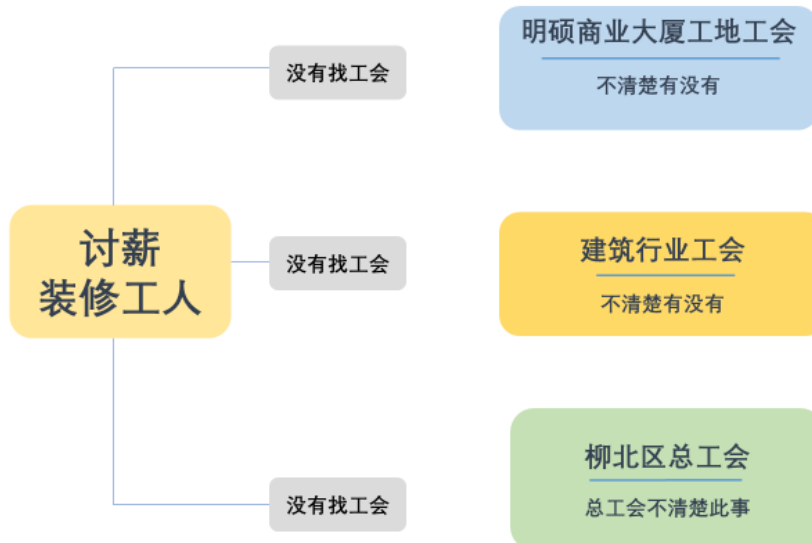 明硕商业大厦工地工会
没有找工会
不清楚有没有
讨薪
装修工人
没有找工会
建筑行业工会
不清楚有没有
柳北区总工会
没有找工会
总工会不清楚此事